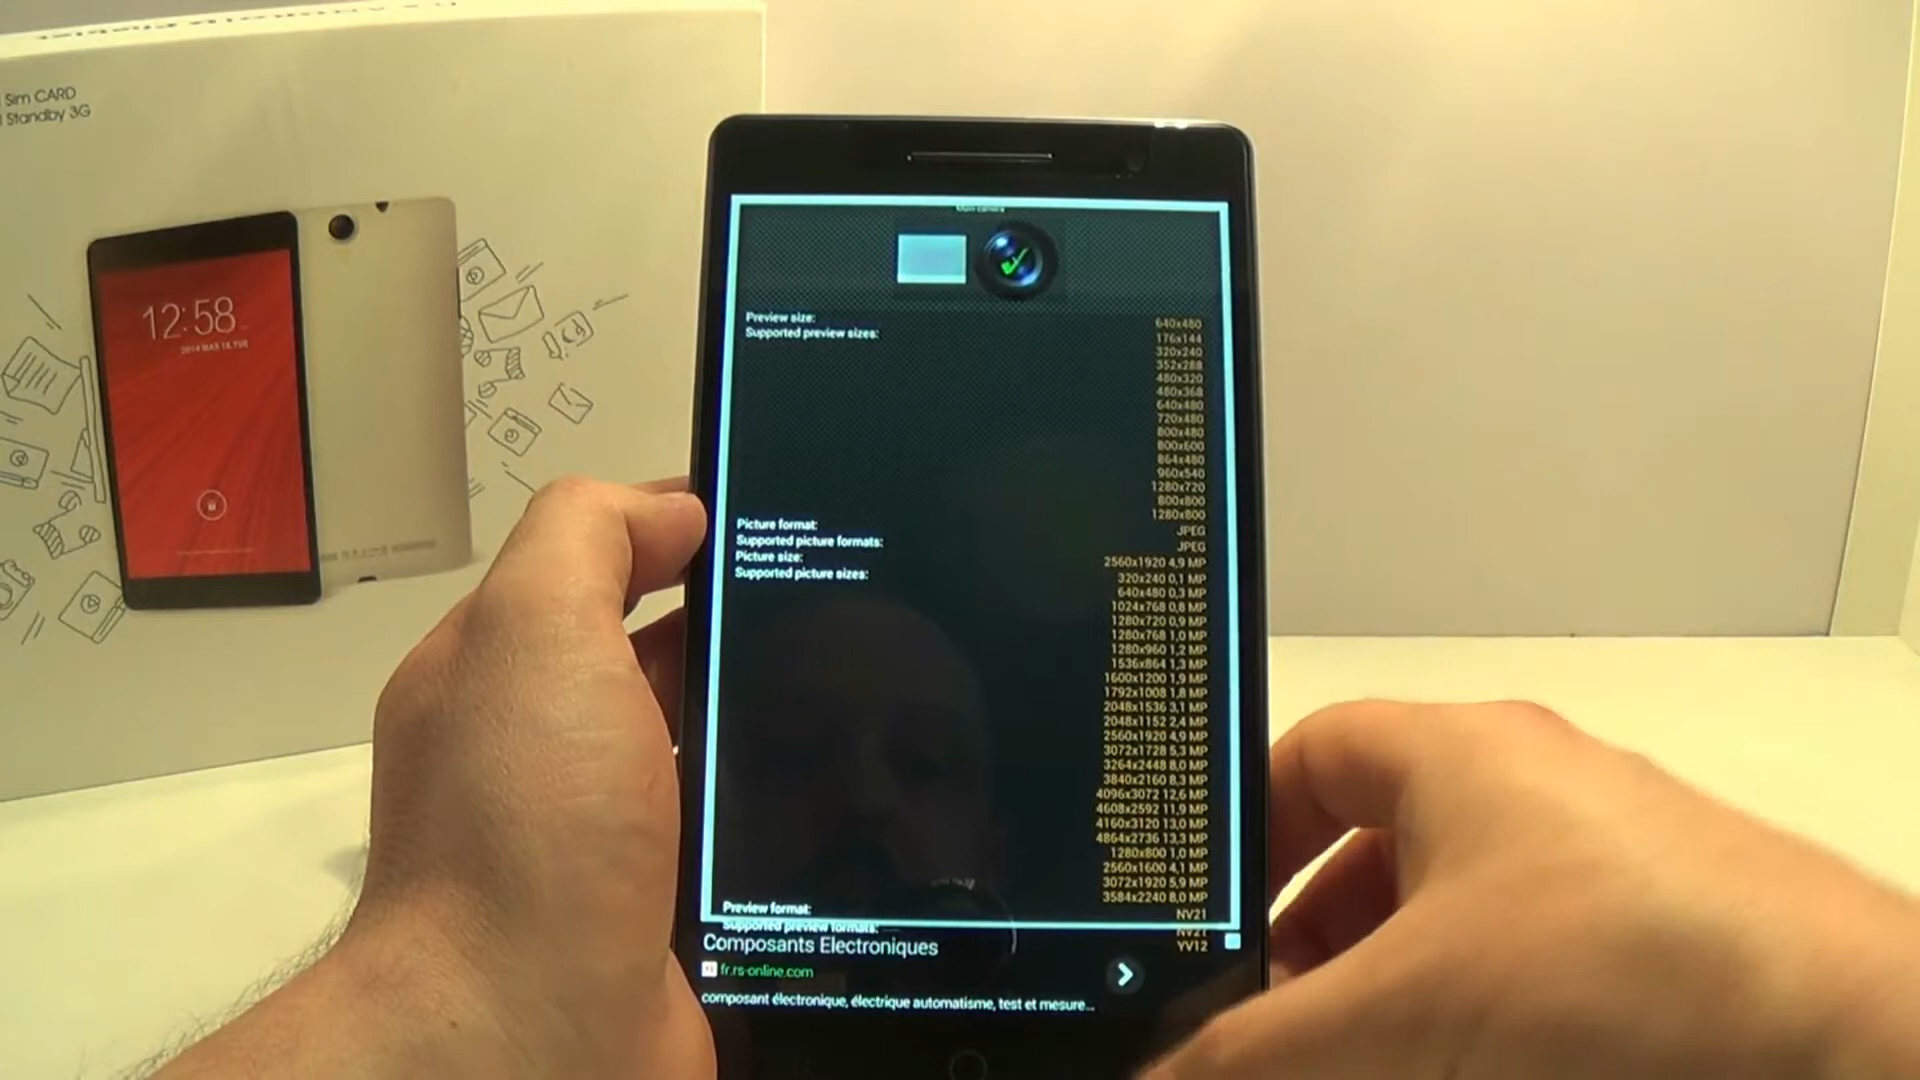 Sim CARD
Standby 3G
12:58
Main camera
Preview size: 640x480
Supported preview sizes: 176x144
320x240
352x288
480x320
480x368
640x480
720x480
800x480
800x600
864x480
960x540
1280x720
800x800
1280x800
Picture format: JPEG
Supported picture formats: JPEG
Picture size: 2560x1920 4,9 MP
Supported picture sizes: 320x240 0,1 MP
640x480 0,3 MP
1024x768 0,8 MP
1280x720 0,9 MP
1280x768 1,0 MP
1280x960 1,2 MP
1536x864 1,3 MP
1600x1200 1,9 MP
1792x1008 1,8 MP
2048x1536 3,1 MP
2048x1152 2,4 MP
2560x1920 4,9 MP
3072x1728 5,3 MP
3264x2448 8,0 MP
3840x2160 8,3 MP
4096x3072 12,6 MP
4608x2592 11,9 MP
4160x3120 13,0 MP
4864x2736 13,3 MP
1280x800 1,0 MP
2560x1600 4,1 MP
3072x1920 5,9 MP
3584x2240 8,0 MP
Preview format: NV21
Supported preview formats: NV21
YV12
Composants Electroniques
fr.rs-online.com
composant électronique, électrique automatisme, test et mesure...